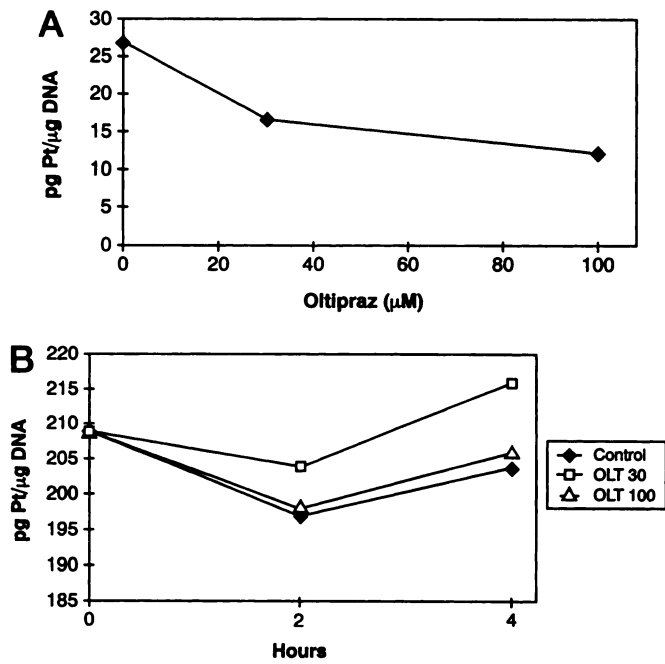 A
30
25
20
15
10
5
0
pg Pt/µg DNA
0 20 40 60 80 100
Oltipraz (µM)
B
220
215
210
205
200
195
190
185
pg Pt/µg DNA
0 2 4
Hours
Control
OLT 30
OLT 100